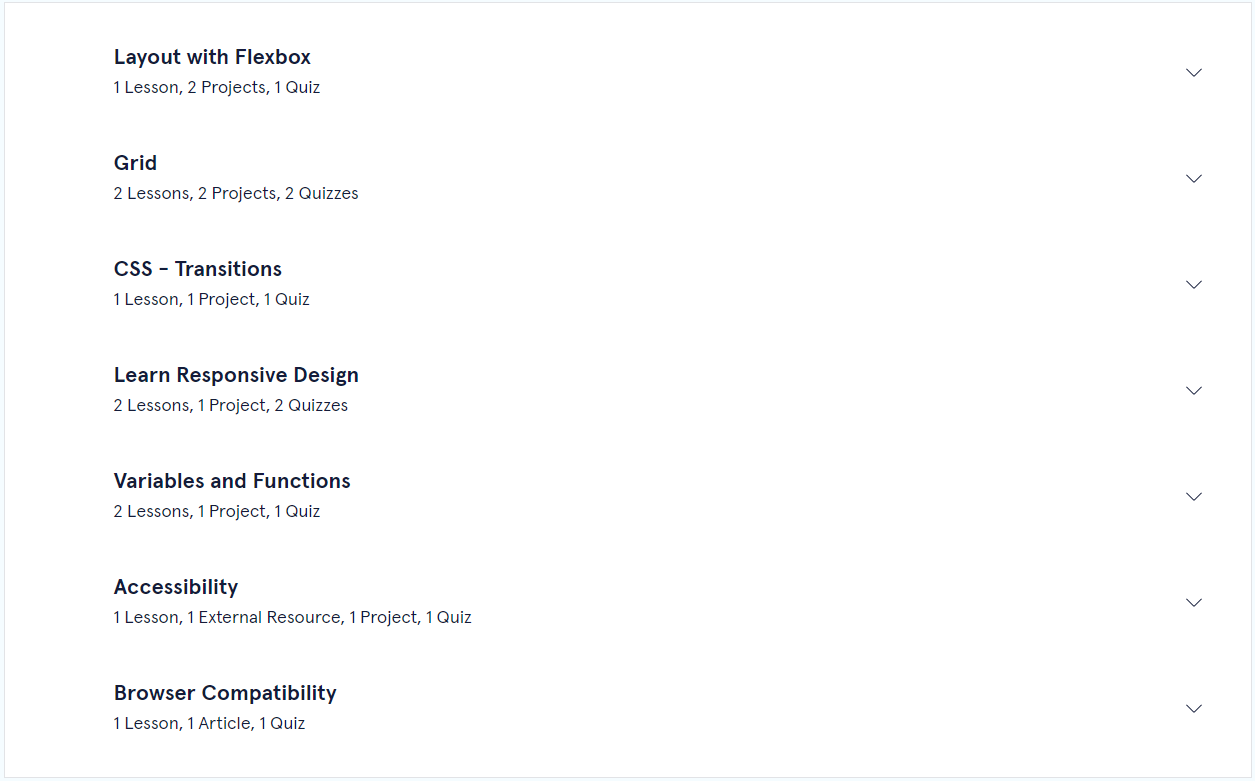 Layout with Flexbox
1 Lesson, 2 Projects, 1 Quiz
Grid
2 Lessons, 2 Projects, 2 Quizzes
CSS - Transitions
1 Lesson, 1 Project, 1 Quiz
Learn Responsive Design
2 Lessons, 1 Project, 2 Quizzes
Variables and Functions
2 Lessons, 1 Project, 1 Quiz
Accessibility
1 Lesson, 1 External Resource, 1 Project, 1 Quiz
Browser Compatibility
1 Lesson, 1 Article, 1 Quiz